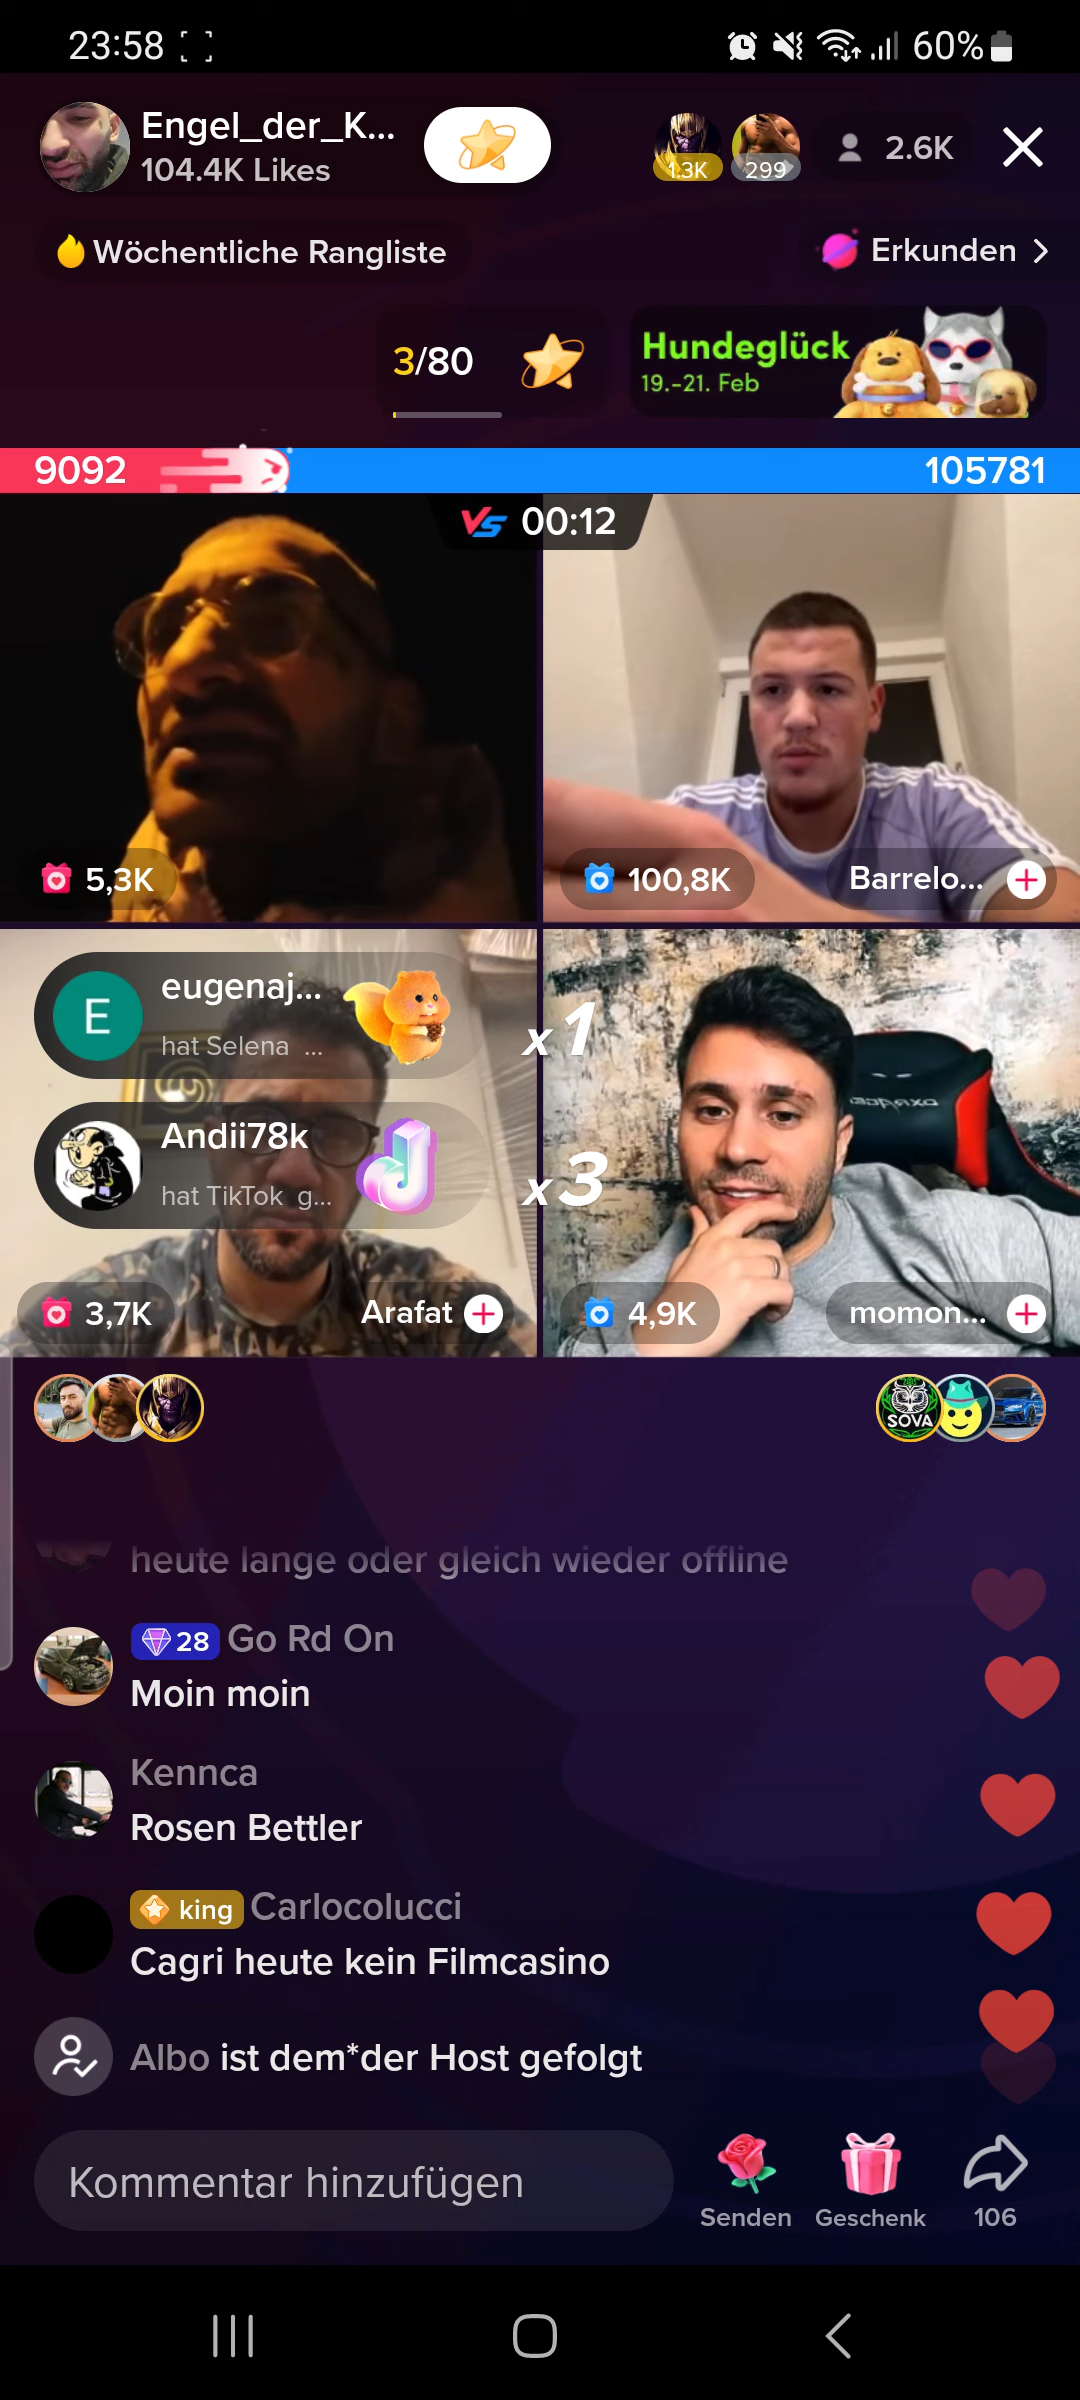 23:58
60%
Engel_der_K...
104.4K Likes
1.3K
299
2.6K
Wöchentliche Rangliste
Erkunden
3/80
Hundeglück
19.-21. Feb
9092
105781
VS 00:12
5,3K
100,8K
Barrelo...
E
eugenaj...
hat Selena ...
x1
Andii78k
hat TikTok g...
x3
DXRACER
3,7K
Arafat
4,9K
momon...
SOVA
heute lange oder gleich wieder offline
28 Go Rd On
Moin moin
Kennca
Rosen Bettler
king Carlocolucci
Cagri heute kein Filmcasino
Albo ist dem*der Host gefolgt
Kommentar hinzufügen
Senden
Geschenk
106